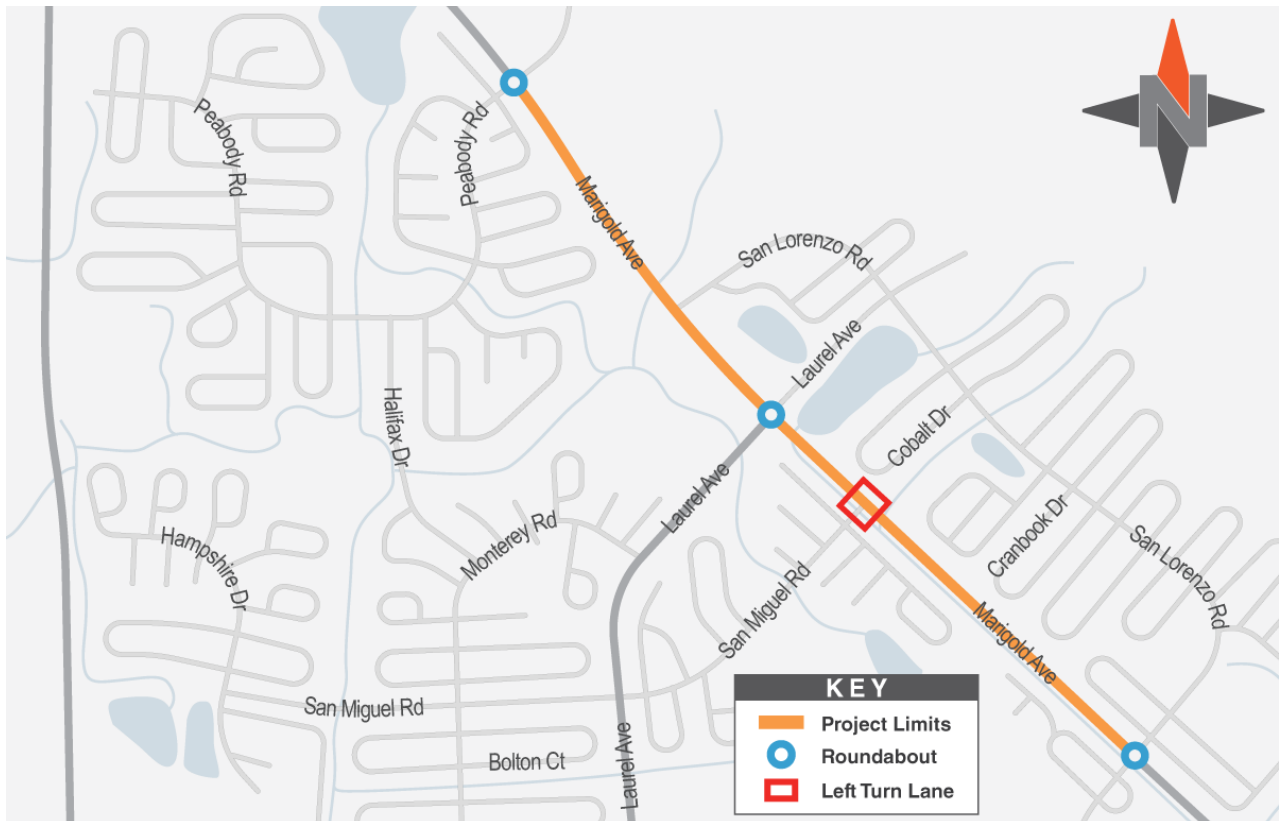 N
Peabody Rd
Peabody Rd
Marigold Ave
San Lorenzo Rd
Laurel Ave
Halifax Dr
Cobalt Dr
Laurel Ave
Monterey Rd
Cranbook Dr
San Lorenzo Rd
Hampshire Dr
San Miguel Rd
Marigold Ave
San Miguel Rd
Laurel Ave
Bolton Ct
KEY
Project Limits
Roundabout
Left Turn Lane